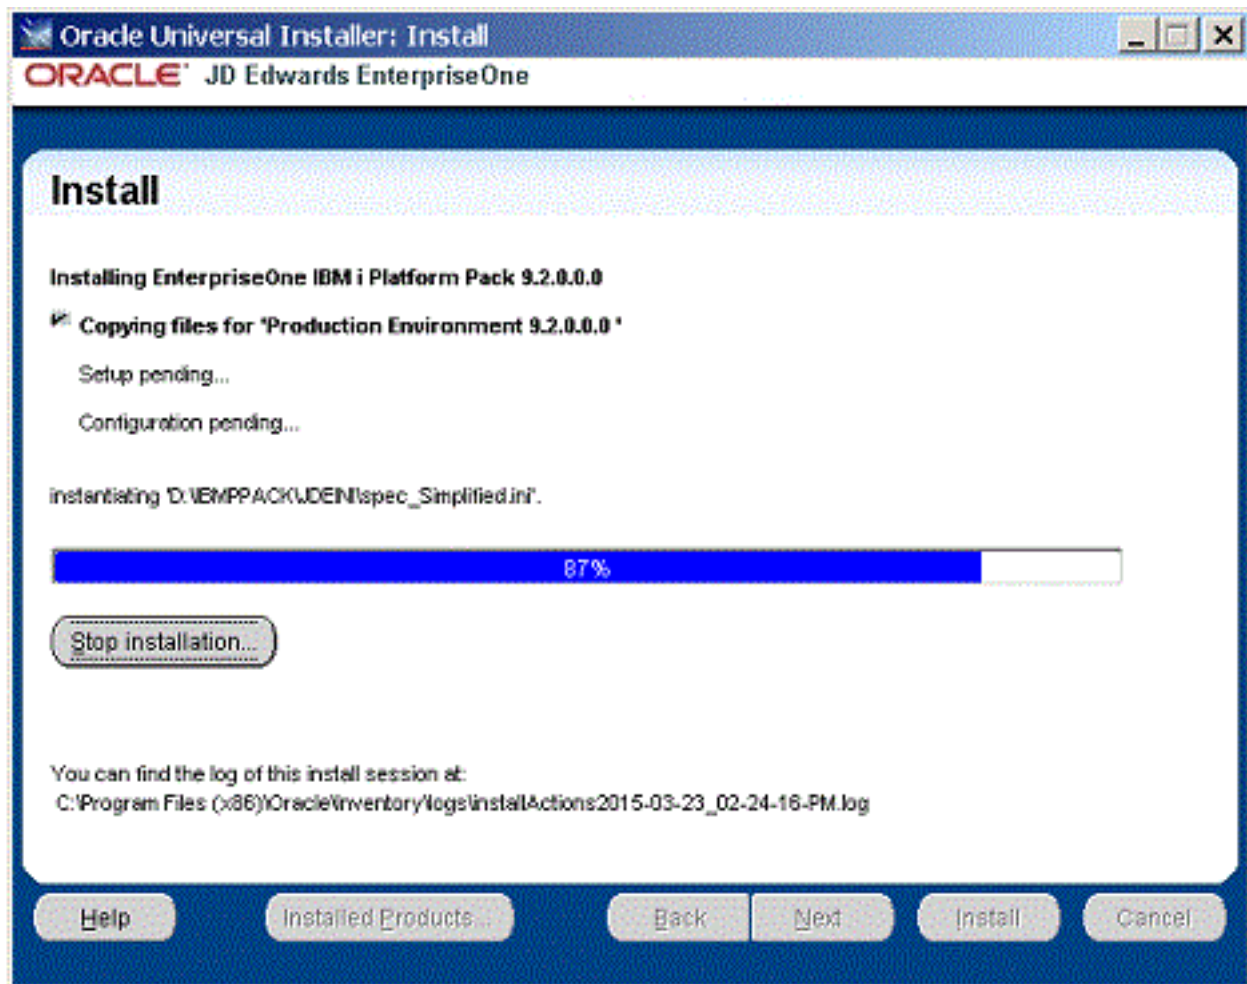 Oracle Universal Installer: Install
ORACLE JD Edwards EnterpriseOne
Install
Installing EnterpriseOne IBM i Platform Pack 9.2.0.0.0
Copying files for 'Production Environment 9.2.0.0.0 '
Setup pending...
Configuration pending...
instantiating 'D:\IBMPPACK\JDEINI\spec_Simplified.ini'.
87%
Stop installation...
You can find the log of this install session at:
C:\Program Files (x86)\Oracle\Inventory\logs\installActions2015-03-23_02-24-16-PM.log
Help Installed Products... Back Next Install Cancel